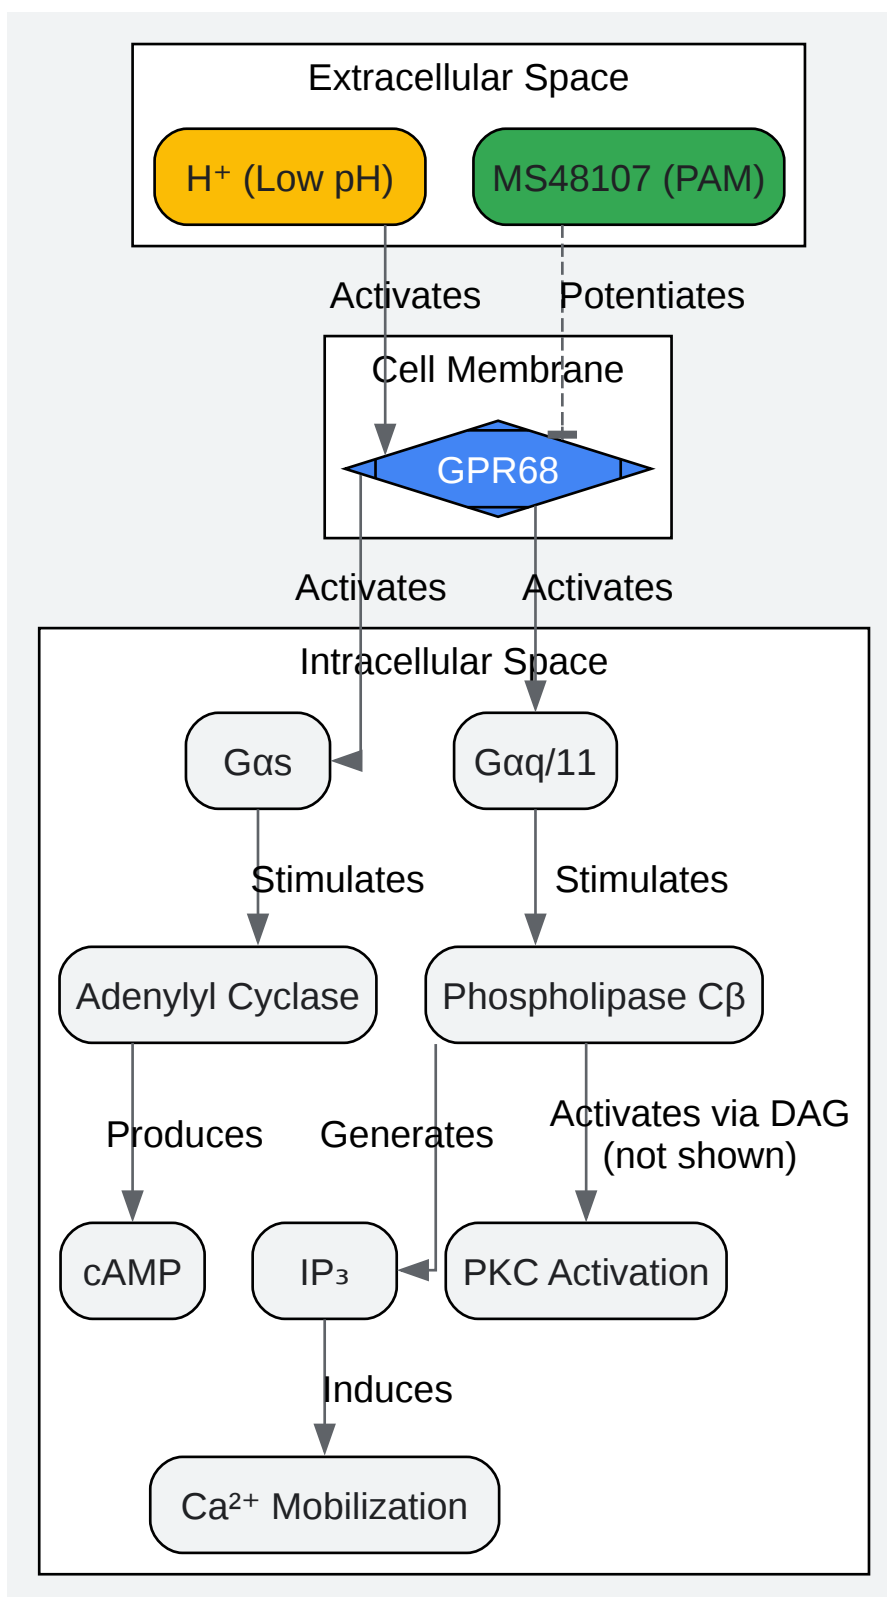 Extracellular Space
H⁺ (Low pH)
MS48107 (PAM)
Activates
Potentiates
Cell Membrane
GPR68
Activates
Activates
Intracellular Space
Gαs
Gαq/11
Stimulates
Stimulates
Adenylyl Cyclase
Phospholipase Cβ
Produces
Generates
Activates via DAG
(not shown)
cAMP
IP₃
PKC Activation
Induces
Ca²⁺ Mobilization